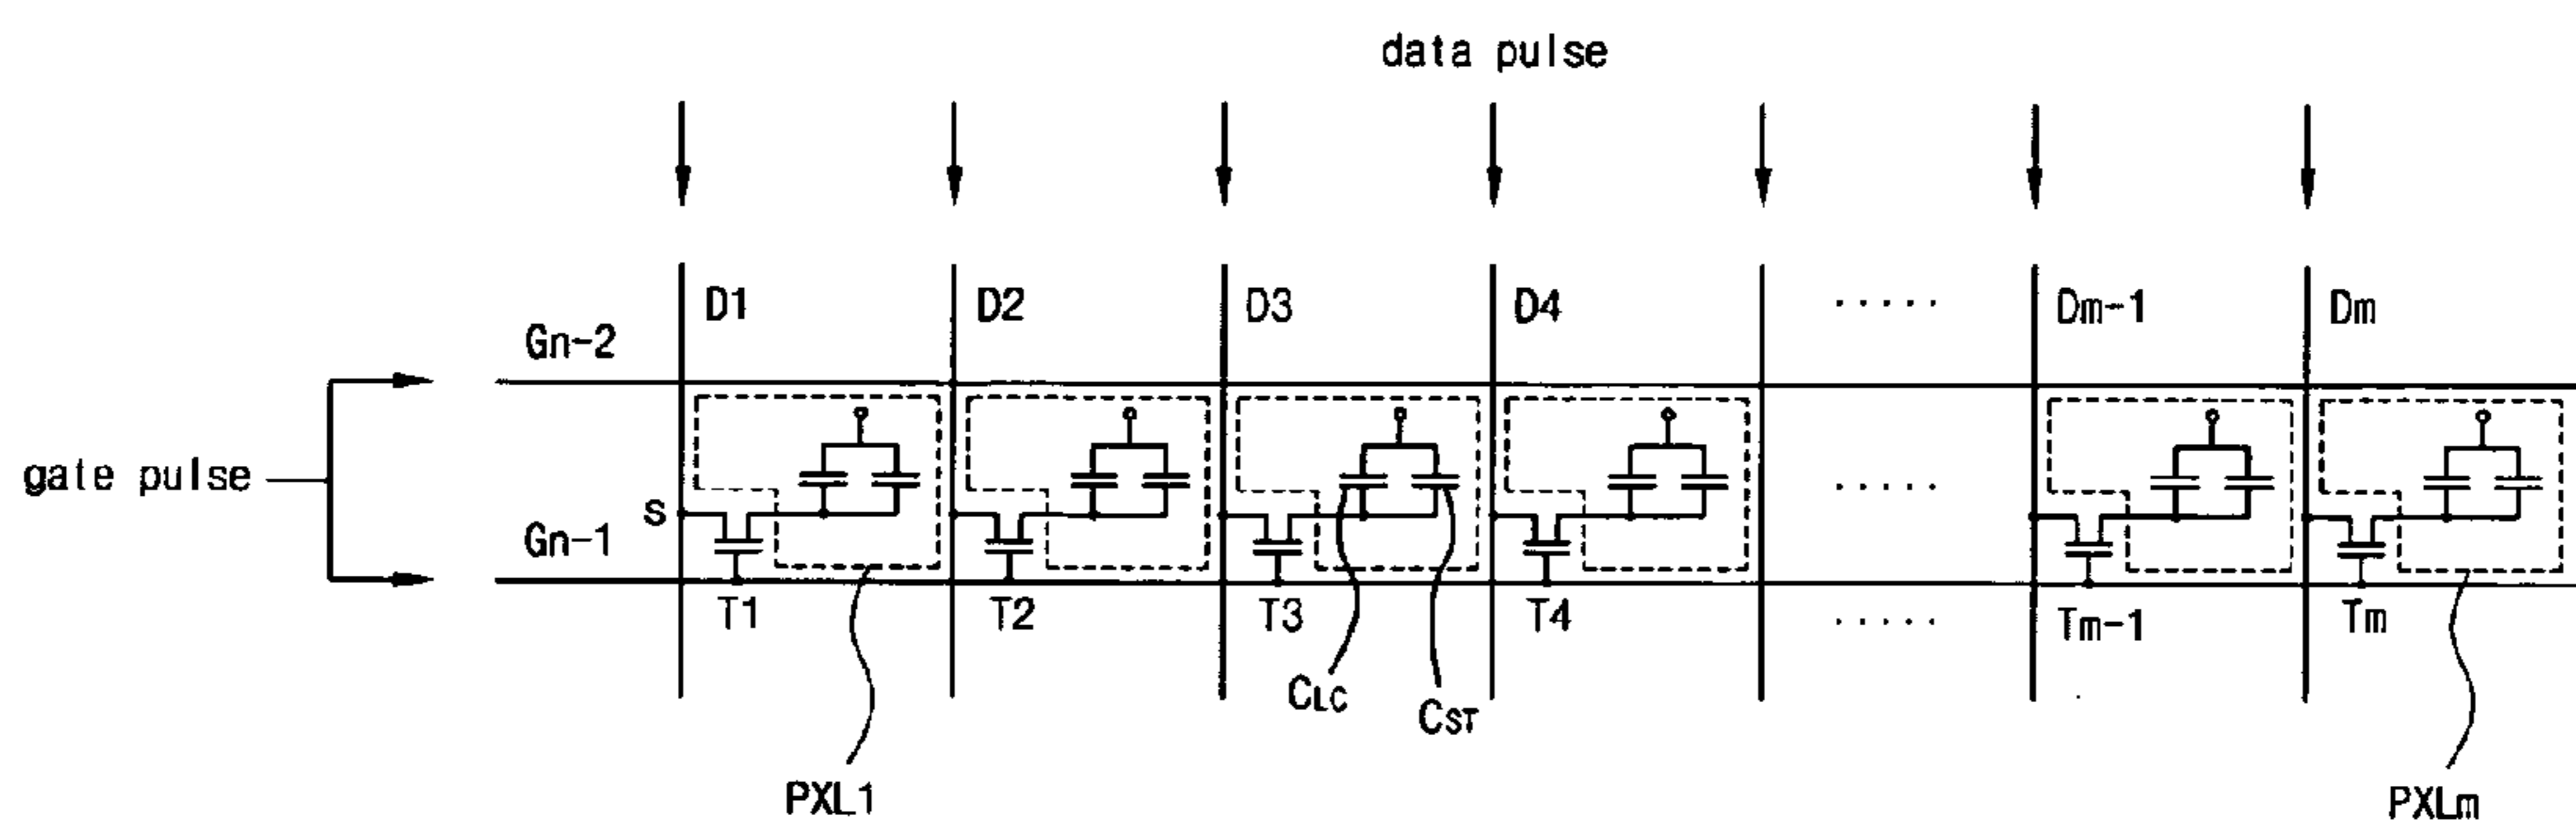 data pulse
D1 D2 D3 D4 ..... Dm-1 Dm
Gn-2
gate pulse
.....
S
Gn-1
T1 T2 T3 T4 ..... Tm-1 Tm
CLC
CST
PXL1
PXLm